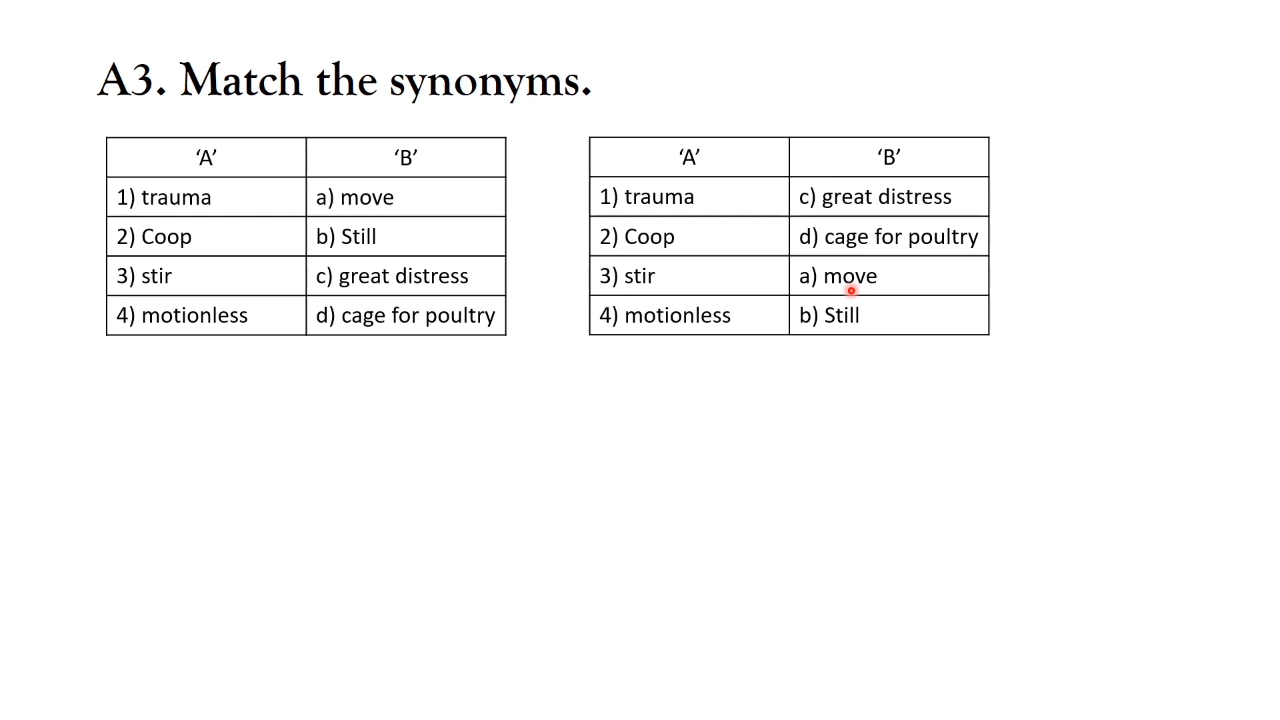 A3. Match the synonyms.
‘A’ ‘B’
1) trauma a) move
2) Coop b) Still
3) stir c) great distress
4) motionless d) cage for poultry
‘A’ ‘B’
1) trauma c) great distress
2) Coop d) cage for poultry
3) stir a) move
4) motionless b) Still